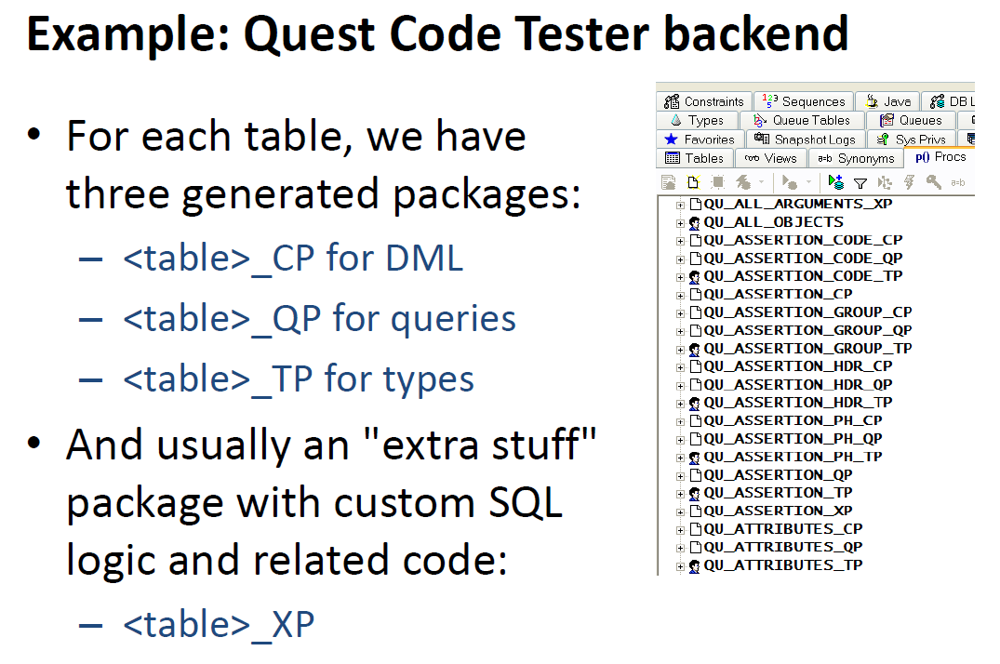 Example: Quest Code Tester backend
• For each table, we have
three generated packages:
– <table>_CP for DML
– <table>_QP for queries
– <table>_TP for types
• And usually an "extra stuff"
package with custom SQL
logic and related code:
– <table>_XP
Constraints 123 Sequences Java DB L
Types Queue Tables Queues
Favorites Snapshot Logs Sys Privs
Tables Views a=b Synonyms p() Procs
a=b
QU_ALL_ARGUMENTS_XP
QU_ALL_OBJECTS
QU_ASSERTION_CODE_CP
QU_ASSERTION_CODE_QP
QU_ASSERTION_CODE_TP
QU_ASSERTION_CP
QU_ASSERTION_GROUP_CP
QU_ASSERTION_GROUP_QP
QU_ASSERTION_GROUP_TP
QU_ASSERTION_HDR_CP
QU_ASSERTION_HDR_QP
QU_ASSERTION_HDR_TP
QU_ASSERTION_PH_CP
QU_ASSERTION_PH_QP
QU_ASSERTION_PH_TP
QU_ASSERTION_QP
QU_ASSERTION_TP
QU_ASSERTION_XP
QU_ATTRIBUTES_CP
QU_ATTRIBUTES_QP
QU_ATTRIBUTES_TP